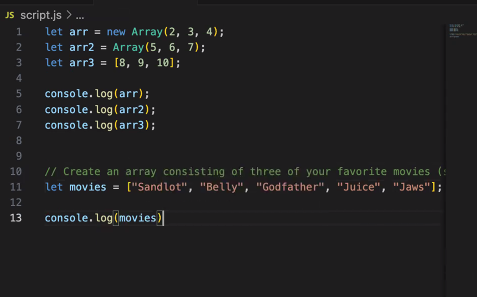 JS script.js > ...
1 let arr = new Array(2, 3, 4);
2 let arr2 = Array(5, 6, 7);
3 let arr3 = [8, 9, 10];
4
5 console.log(arr);
6 console.log(arr2);
7 console.log(arr3);
8
9
10 // Create an array consisting of three of your favorite movies (
11 let movies = ["Sandlot", "Belly", "Godfather", "Juice", "Jaws"];
12
13 console.log(movies)